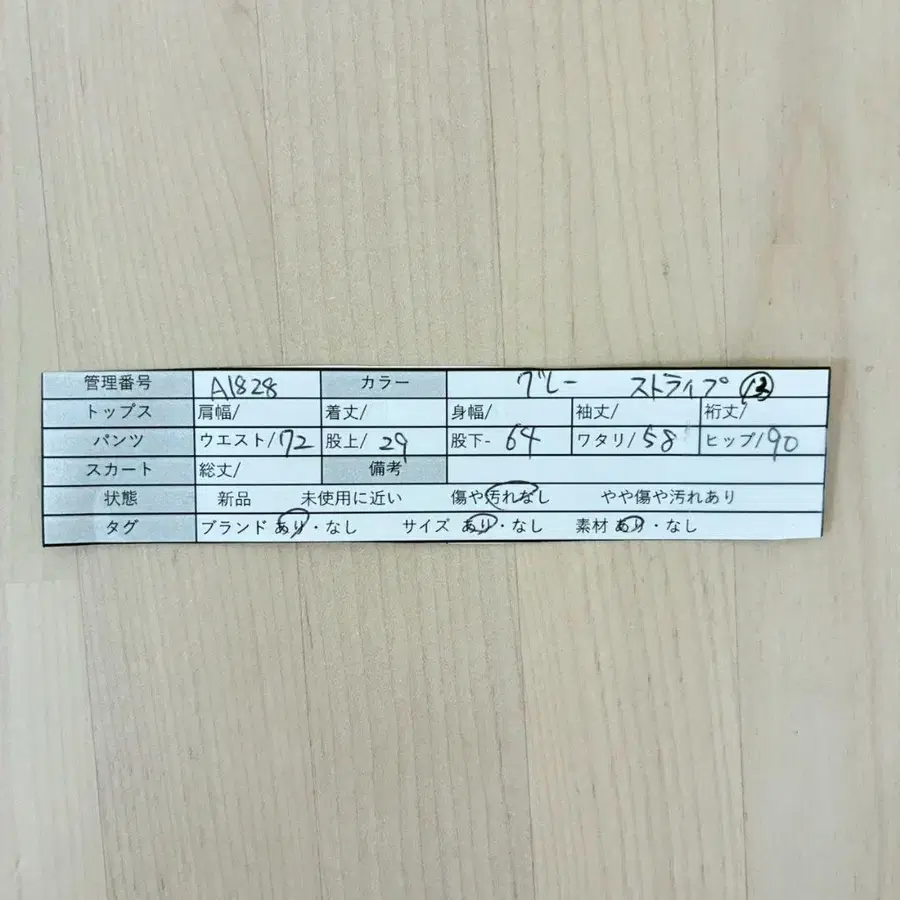 管理番号 A1828 カラー グレー ストライプ ⑬
トップス 肩幅/ 着丈/ 身幅/ 袖丈/ 裄丈/
パンツ ウエスト/72 股上/29 股下-64 ワタリ/58 ヒップ/90
スカート 総丈/ 備考
状態 新品 未使用に近い 傷や汚れなし やや傷や汚れあり
タグ ブランド あり・なし サイズ あり・なし 素材 あり・なし